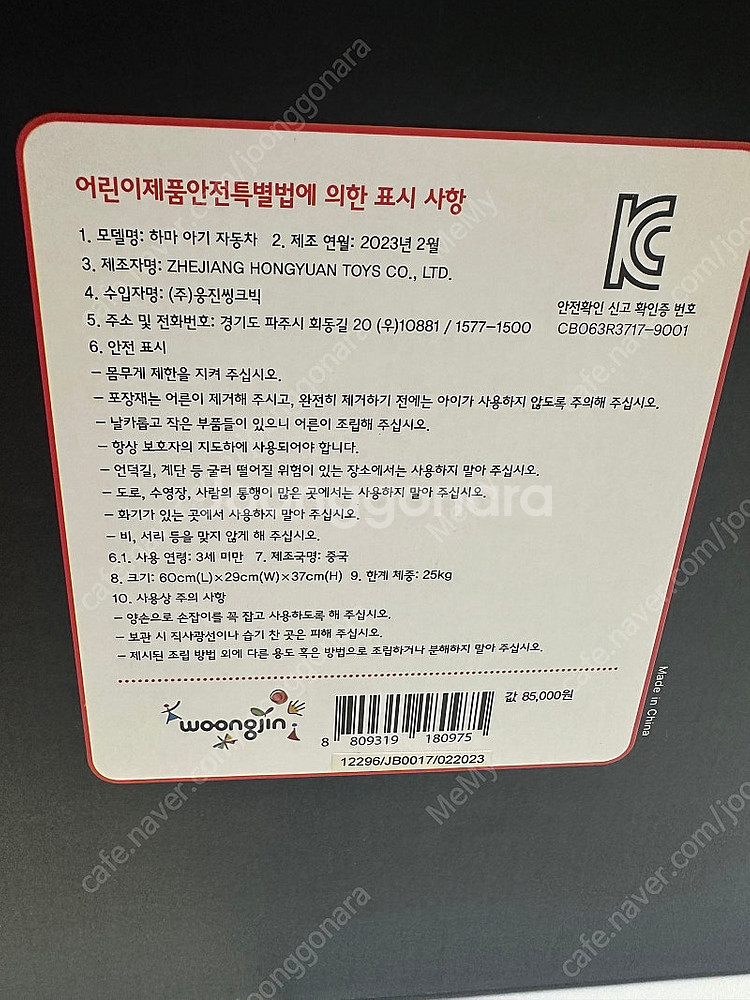 어린이제품안전특별법에 의한 표시 사항
1. 모델명: 하마 아기 자동차 2. 제조 연월: 2023년 2월
3. 제조자명: ZHEJIANG HONGYUAN TOYS CO., LTD.
4. 수입자명: (주)웅진씽크빅
안전확인 신고 확인증 번호
CB063R3717-9001
5. 주소 및 전화번호: 경기도 파주시 회동길 20 (우)10881 / 1577-1500
6. 안전 표시
- 몸무게 제한을 지켜 주십시오.
- 포장재는 어른이 제거해 주시고, 완전히 제거하기 전에는 아이가 사용하지 않도록 주의해 주십시오.
- 날카롭고 작은 부품들이 있으니 어른이 조립해 주십시오.
- 항상 보호자의 지도하에 사용되어야 합니다.
- 언덕길, 계단 등 굴러 떨어질 위험이 있는 장소에서는 사용하지 말아 주십시오.
- 도로, 수영장, 사람의 통행이 많은 곳에서는 사용하지 말아 주십시오.
- 화기가 있는 곳에서 사용하지 말아 주십시오.
- 비, 서리 등을 맞지 않게 해 주십시오.
6.1. 사용 연령: 3세 미만 7. 제조국명: 중국
8. 크기: 60cm(L)×29cm(W)×37cm(H) 9. 한계 체중: 25kg
10. 사용상 주의 사항
- 양손으로 손잡이를 꼭 잡고 사용하도록 해 주십시오.
- 보관 시 직사광선이나 습기 찬 곳은 피해 주십시오.
- 제시된 조립 방법 외에 다른 용도 혹은 방법으로 조립하거나 분해하지 말아 주십시오.
woongjin
값 85,000원
8 809319 180975
12296/JB0017/022023
Made in China
joonggonara
cafe.naver.com/joonggonara
MeMy